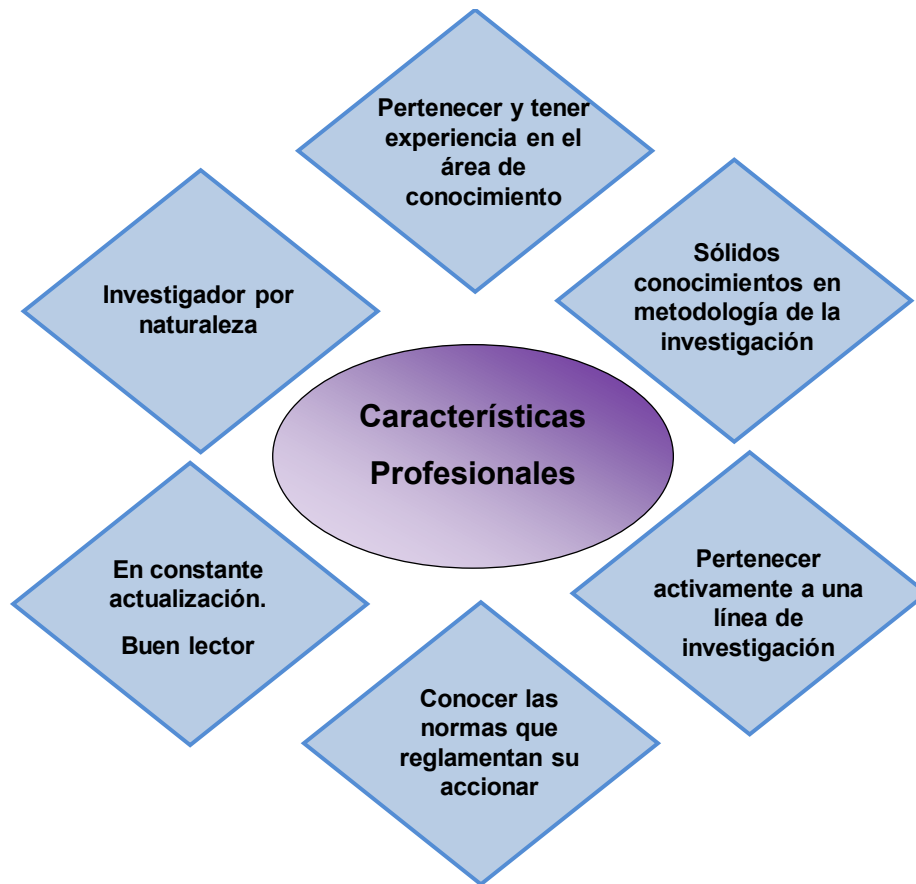 Pertenecer y tener
experiencia en el
área de
conocimiento
Sólidos
conocimientos en
metodología de la
investigación
Investigador por
naturaleza
Características
Profesionales
En constante
actualización.
Buen lector
Pertenecer
activamente a una
línea de
investigación
Conocer las
normas que
reglamentan su
accionar